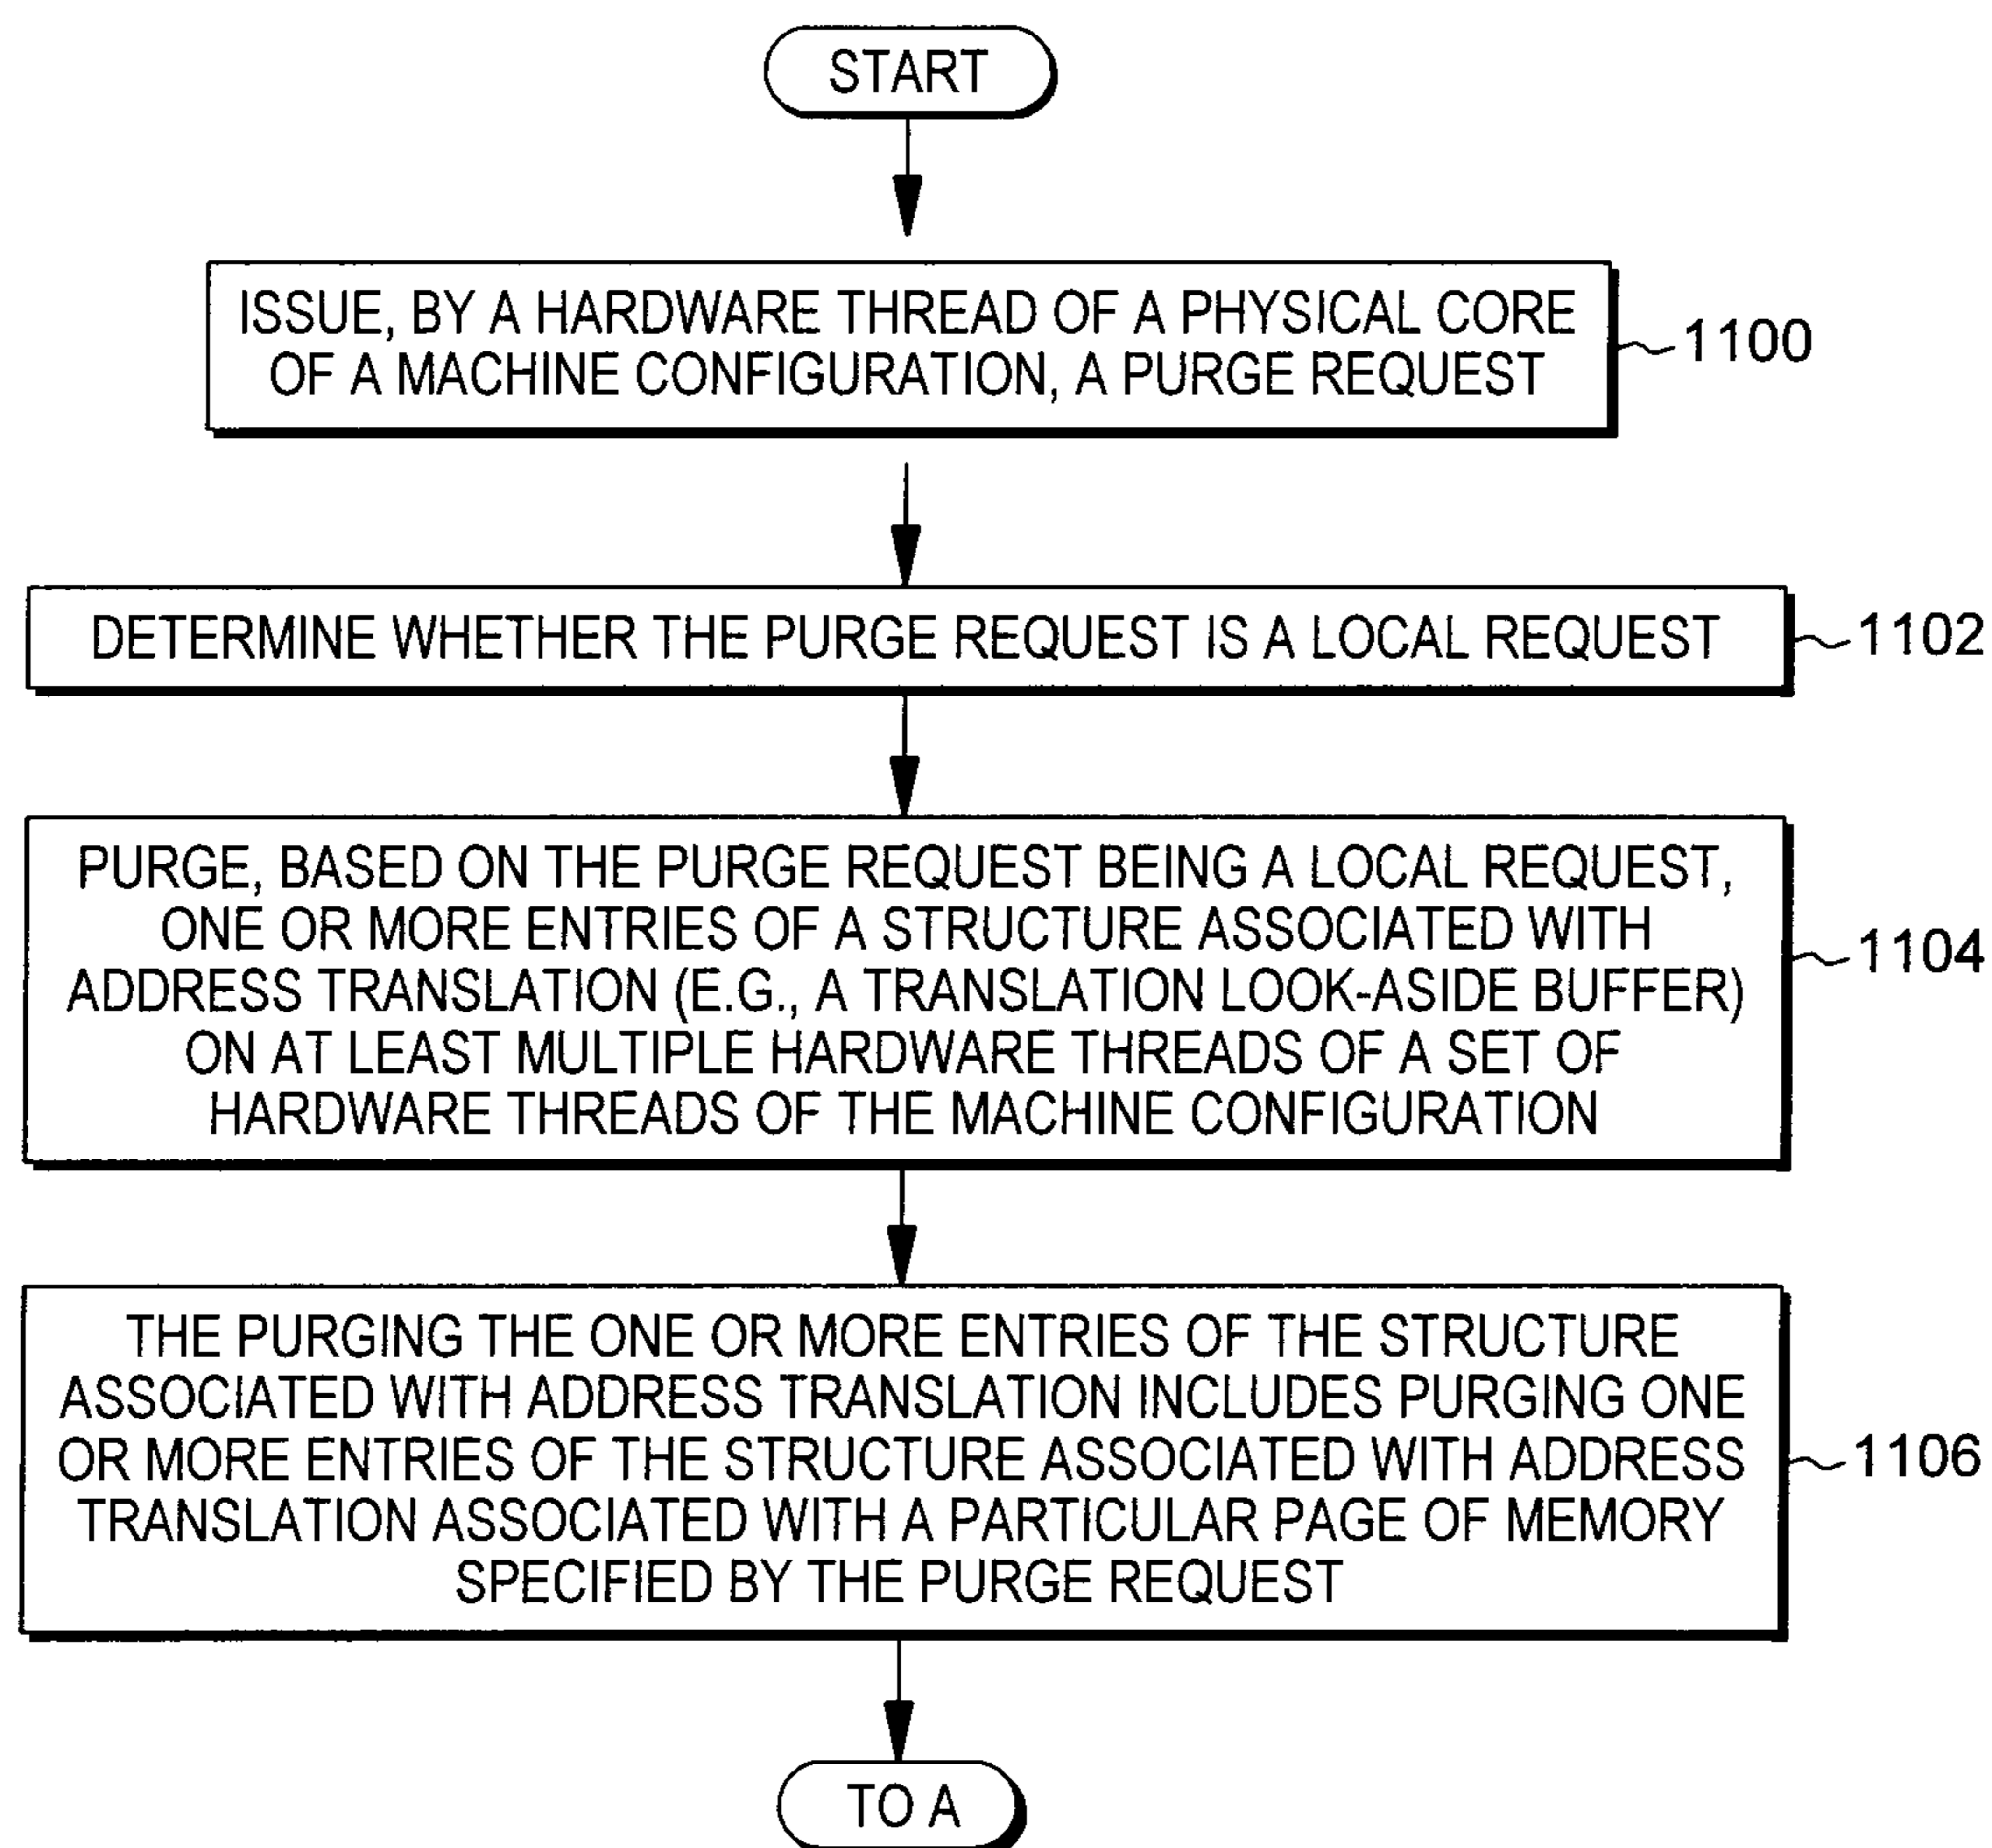 START
ISSUE, BY A HARDWARE THREAD OF A PHYSICAL CORE
OF A MACHINE CONFIGURATION, A PURGE REQUEST
1100
DETERMINE WHETHER THE PURGE REQUEST IS A LOCAL REQUEST
1102
PURGE, BASED ON THE PURGE REQUEST BEING A LOCAL REQUEST,
ONE OR MORE ENTRIES OF A STRUCTURE ASSOCIATED WITH
ADDRESS TRANSLATION (E.G., A TRANSLATION LOOK-ASIDE BUFFER)
ON AT LEAST MULTIPLE HARDWARE THREADS OF A SET OF
HARDWARE THREADS OF THE MACHINE CONFIGURATION
1104
THE PURGING THE ONE OR MORE ENTRIES OF THE STRUCTURE
ASSOCIATED WITH ADDRESS TRANSLATION INCLUDES PURGING ONE
OR MORE ENTRIES OF THE STRUCTURE ASSOCIATED WITH ADDRESS
TRANSLATION ASSOCIATED WITH A PARTICULAR PAGE OF MEMORY
SPECIFIED BY THE PURGE REQUEST
1106
TO A